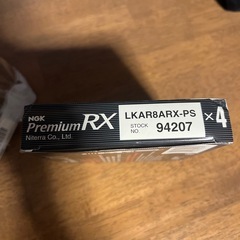 NGK
Premium RX
Niterra Co., Ltd.
LKAR8ARX-PS
STOCK NO. 94207
×4